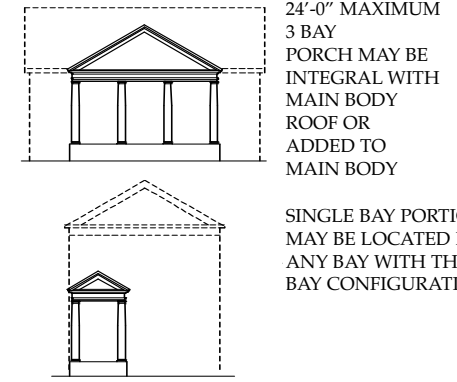 24'-0" MAXIMUM
3 BAY
PORCH MAY BE
INTEGRAL WITH
MAIN BODY
ROOF OR
ADDED TO
MAIN BODY
SINGLE BAY
MAY BE LOCATED
ANY BAY WITH
BAY